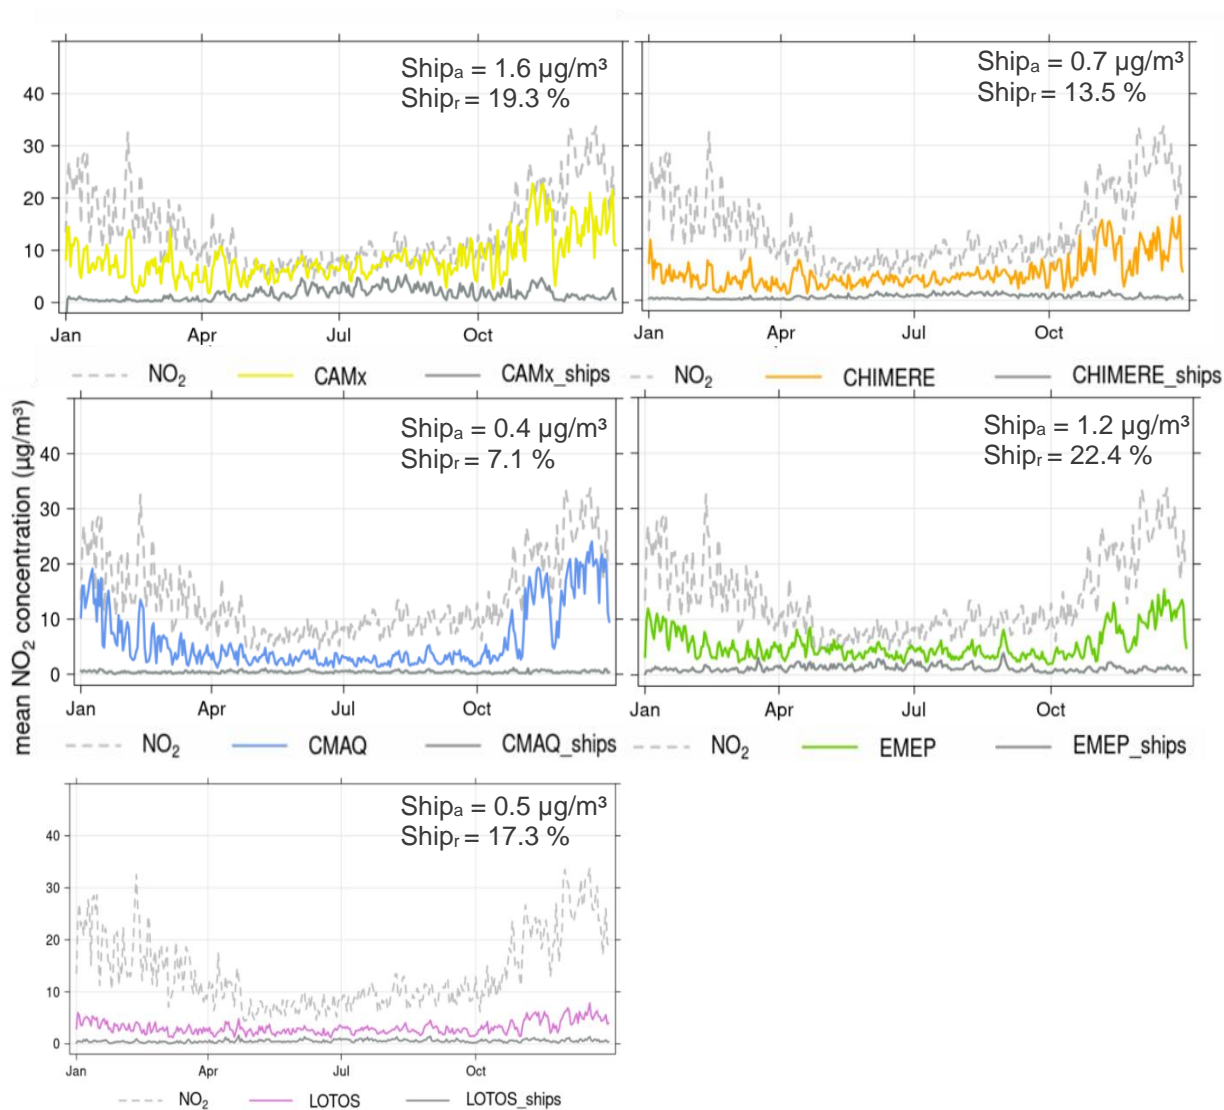 Shipₐ = 1.6 µg/m³
Shipᵣ = 19.3 %
40
30
20
10
0
Jan Apr Jul Oct
NO₂ CAMx CAMx_ships
Shipₐ = 0.7 µg/m³
Shipᵣ = 13.5 %
Jan Apr Jul Oct
NO₂ CHIMERE CHIMERE_ships
mean NO₂ concentration (µg/m³)
Shipₐ = 0.4 µg/m³
Shipᵣ = 7.1 %
40
30
20
10
0
Jan Apr Jul Oct
NO₂ CMAQ CMAQ_ships
Shipₐ = 1.2 µg/m³
Shipᵣ = 22.4 %
Jan Apr Jul Oct
NO₂ EMEP EMEP_ships
Shipₐ = 0.5 µg/m³
Shipᵣ = 17.3 %
40
30
20
10
0
Jan Apr Jul Oct
NO₂ LOTOS LOTOS_ships